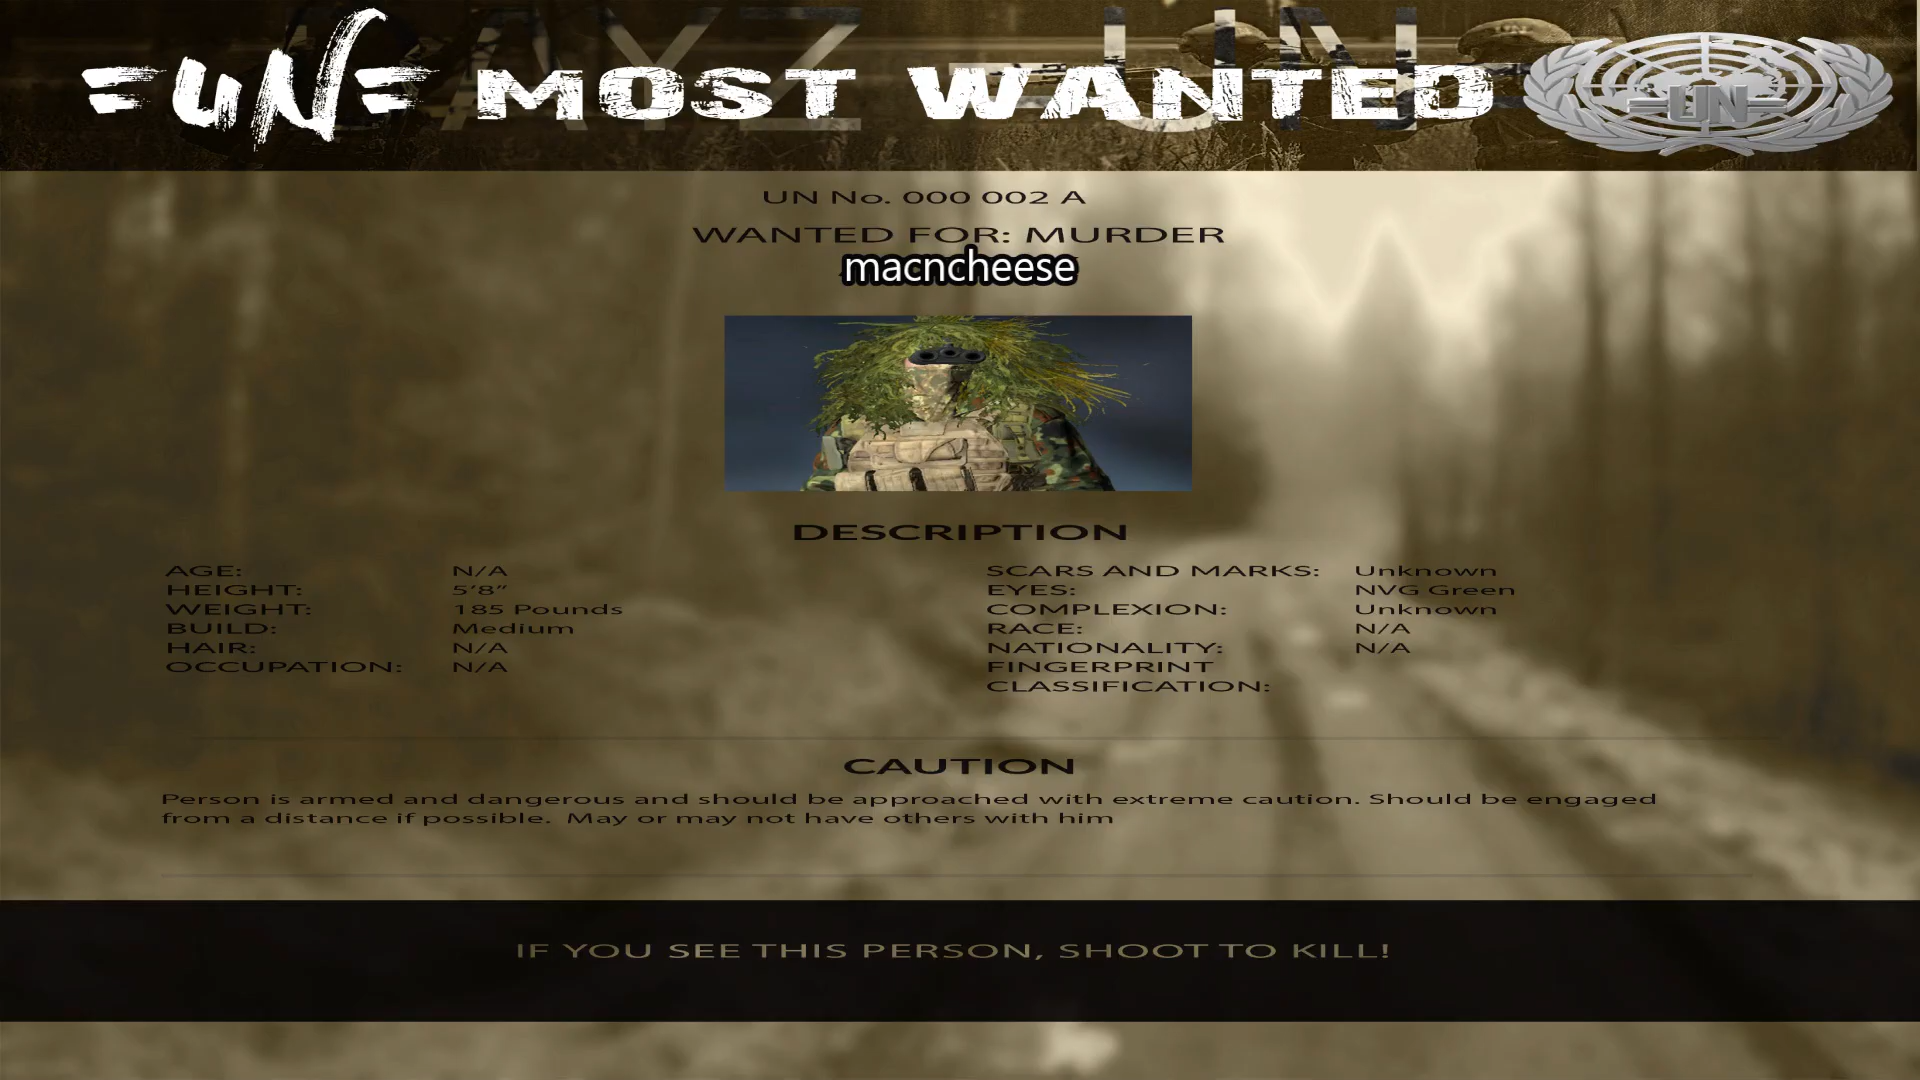 DAYZ =UN=
=UN= MOST WANTED
=UN=
UN No. 000 002 A
WANTED FOR: MURDER
macncheese
DESCRIPTION
AGE: N/A
HEIGHT: 5'8"
WEIGHT: 185 Pounds
BUILD: Medium
HAIR: N/A
OCCUPATION: N/A
SCARS AND MARKS: Unknown
EYES: NVG Green
COMPLEXION: Unknown
RACE: N/A
NATIONALITY: N/A
FINGERPRINT
CLASSIFICATION:
CAUTION
Person is armed and dangerous and should be approached with extreme caution. Should be engaged
from a distance if possible.  May or may not have others with him
IF YOU SEE THIS PERSON, SHOOT TO KILL!